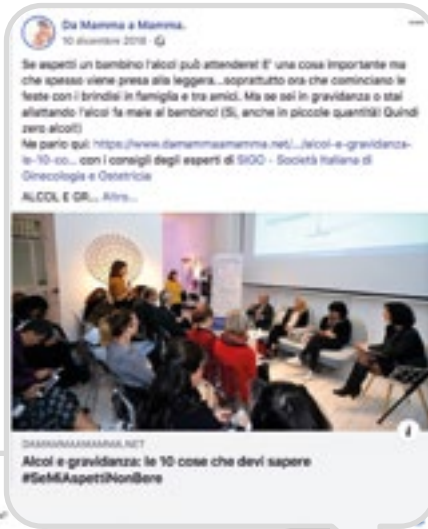 Da Mamma a Mamma.
10 dicembre 2018 ·
Se aspetti un bambino l'alcol può attendere! E' una cosa importante ma
che spesso viene presa alla leggera...soprattutto ora che cominciano le
feste con i brindisi in famiglia e tra amici. Ma se sei in gravidanza o stai
allattando l'alcol fa male al bambino! (Sì, anche in piccole quantità! Quindi
zero alcol!)
Ne parlo qui: https://www.damammaamamma.net/.../alcol-e-gravidanza-
le-10-co... con i consigli degli esperti di SIGO - Società Italiana di
Ginecologia e Ostetricia
ALCOL E GR... Altro...
DAMAMMAAMAMMA.NET
Alcol e gravidanza: le 10 cose che devi sapere
#SeMiAspettiNonBere